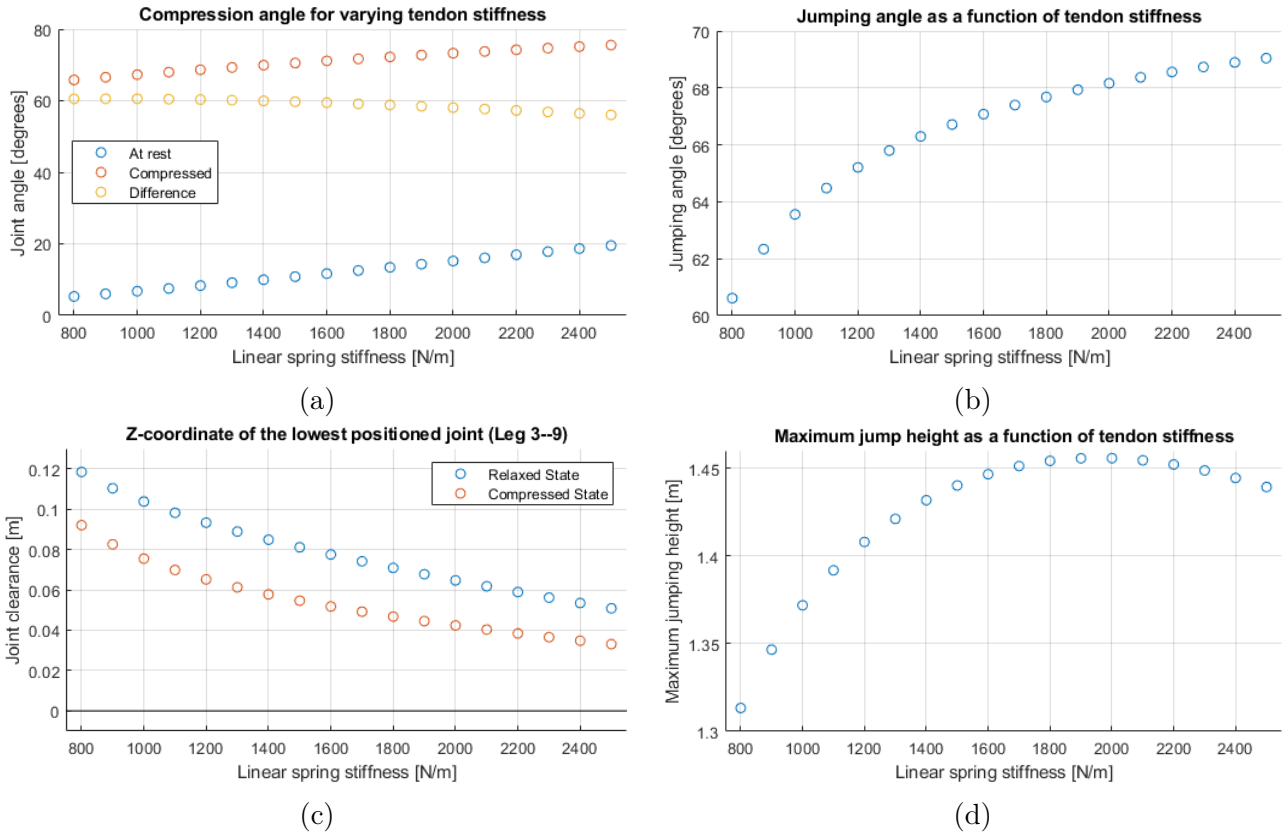 Compression angle for varying tendon stiffness
Joint angle [degrees]
80
60
40
20
0
At rest
Compressed
Difference
800 1000 1200 1400 1600 1800 2000 2200 2400
Linear spring stiffness [N/m]
(a)
Jumping angle as a function of tendon stiffness
Jumping angle [degrees]
70
68
66
64
62
60
800 1000 1200 1400 1600 1800 2000 2200 2400
Linear spring stiffness [N/m]
(b)
Z-coordinate of the lowest positioned joint (Leg 3--9)
Joint clearance [m]
0.12
0.1
0.08
0.06
0.04
0.02
0
Relaxed State
Compressed State
800 1000 1200 1400 1600 1800 2000 2200 2400
Linear spring stiffness [N/m]
(c)
Maximum jump height as a function of tendon stiffness
Maximum jumping height [m]
1.45
1.4
1.35
1.3
800 1000 1200 1400 1600 1800 2000 2200 2400
Linear spring stiffness [N/m]
(d)